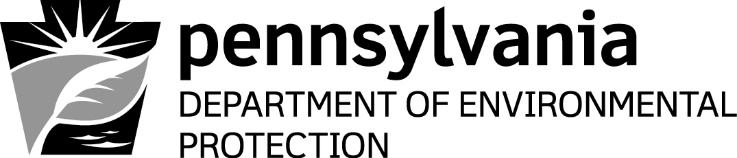 pennsylvania
DEPARTMENT OF ENVIRONMENTAL
PROTECTION